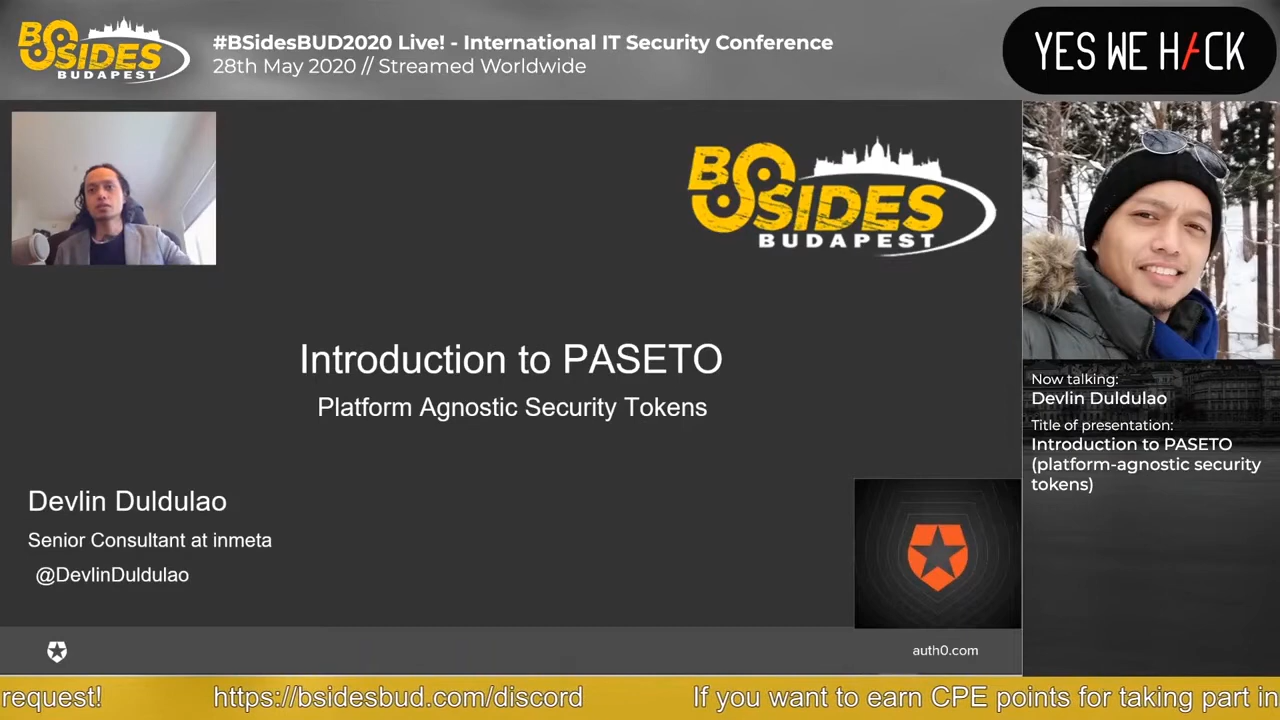 BSIDES
BUDAPEST
#BSidesBUD2020 Live! - International IT Security Conference
28th May 2020 // Streamed Worldwide
YES WE H/CK
BSIDES
BUDAPEST
Introduction to PASETO
Platform Agnostic Security Tokens
Devlin Duldulao
Senior Consultant at inmeta
@DevlinDuldulao
auth0.com
Now talking:
Devlin Duldulao
Title of presentation:
Introduction to PASETO
(platform-agnostic security
tokens)
request! https://bsidesbud.com/discord If you want to earn CPE points for taking part in